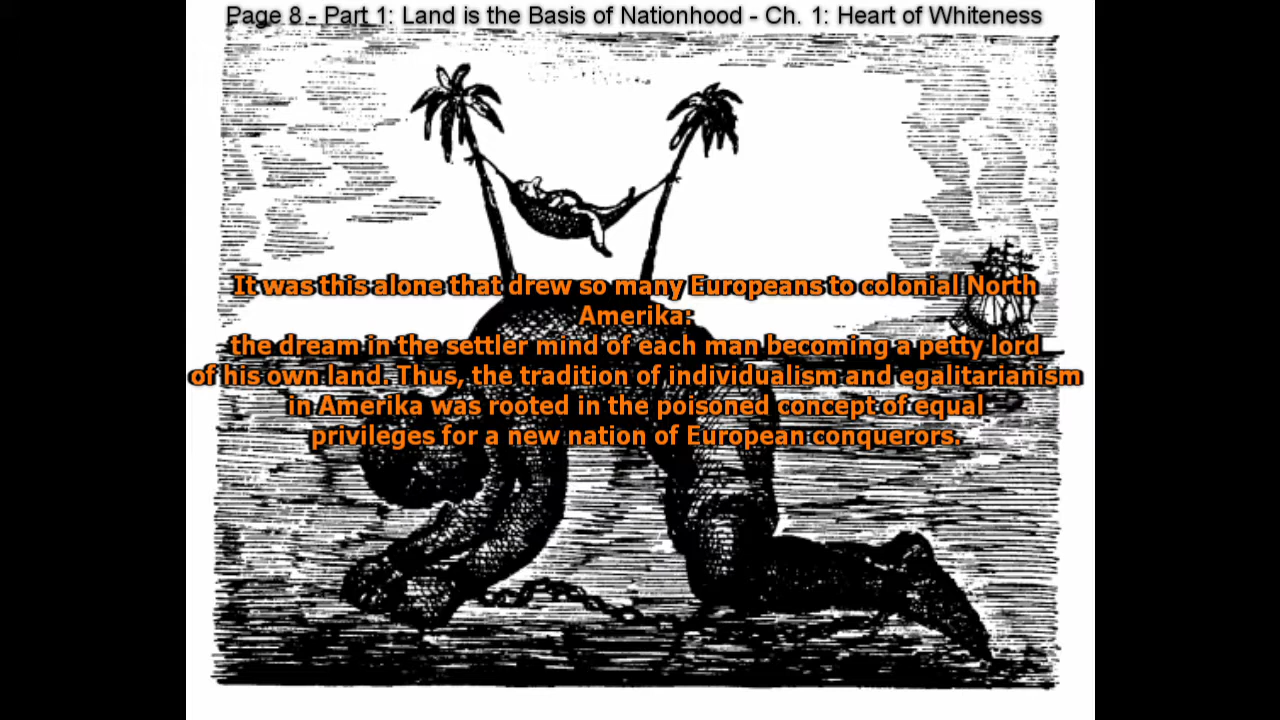 Page 8 - Part 1: Land is the Basis of Nationhood - Ch. 1: Heart of Whiteness
It was this alone that drew so many Europeans to colonial North
Amerika:
the dream in the settler mind of each man becoming a petty lord
of his own land. Thus, the tradition of individualism and egalitarianism
in Amerika was rooted in the poisoned concept of equal
privileges for a new nation of European conquerors.